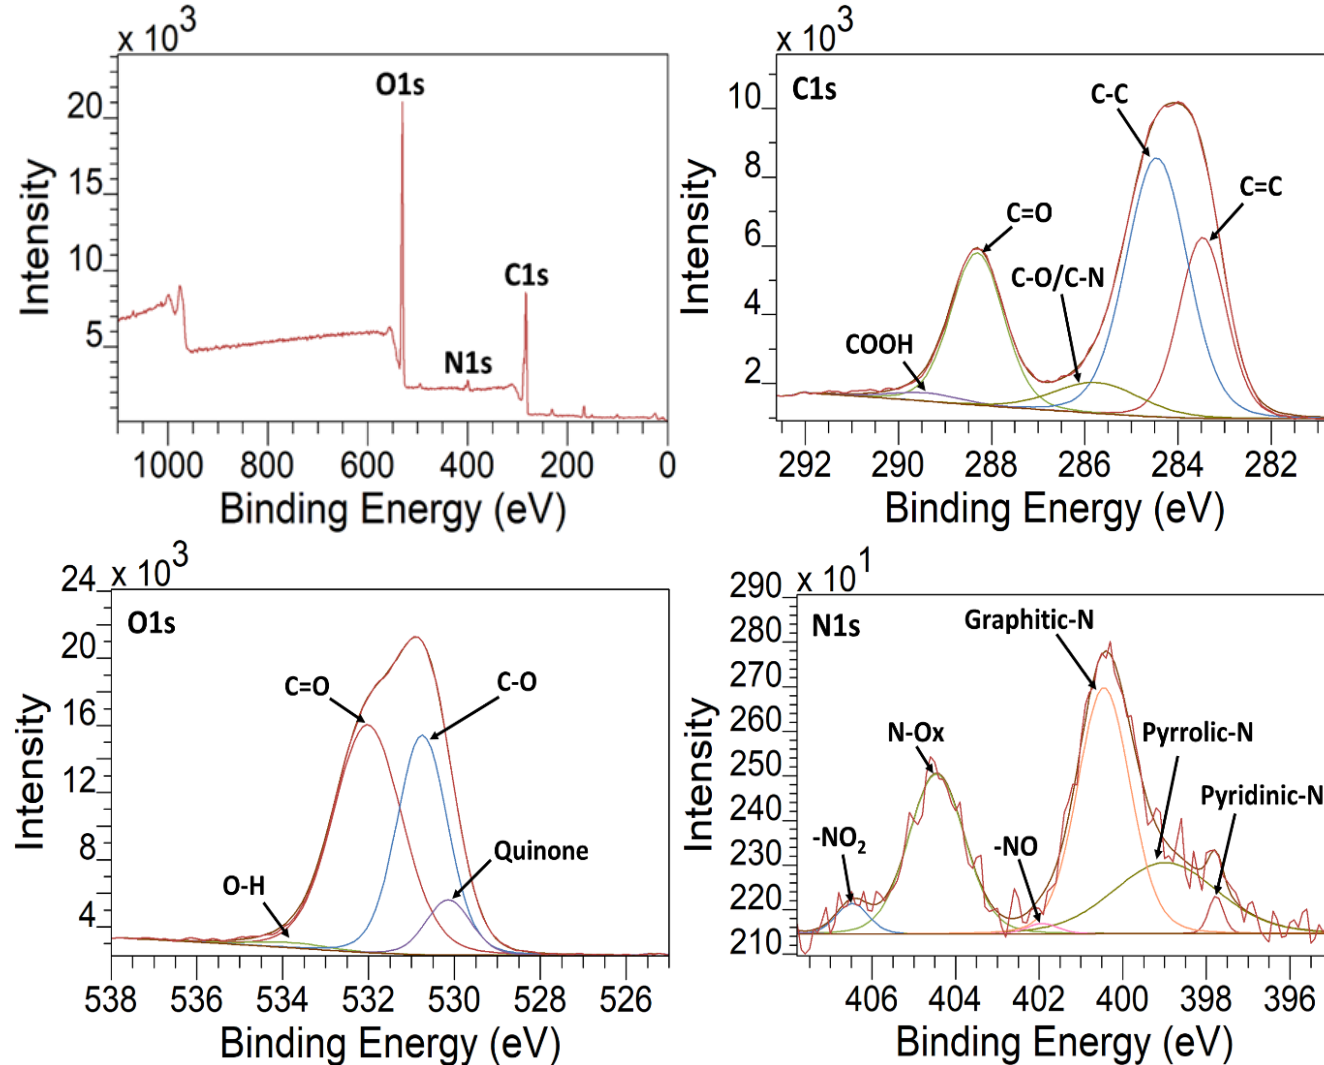 x 10³
O1s
C1s
N1s
20
15
10
5
1000
800
600
400
200
0
Intensity
Binding Energy (eV)
x 10³
C1s
C-C
C=C
C=O
C-O/C-N
COOH
10
8
6
4
2
292
290
288
286
284
282
Intensity
Binding Energy (eV)
24
x 10³
O1s
C=O
C-O
Quinone
O-H
20
16
12
8
4
538
536
534
532
530
528
526
Intensity
Binding Energy (eV)
290
x 10¹
N1s
Graphitic-N
N-Ox
Pyrrolic-N
Pyridinic-N
-NO₂
-NO
280
270
260
250
240
230
220
210
406
404
402
400
398
396
Intensity
Binding Energy (eV)